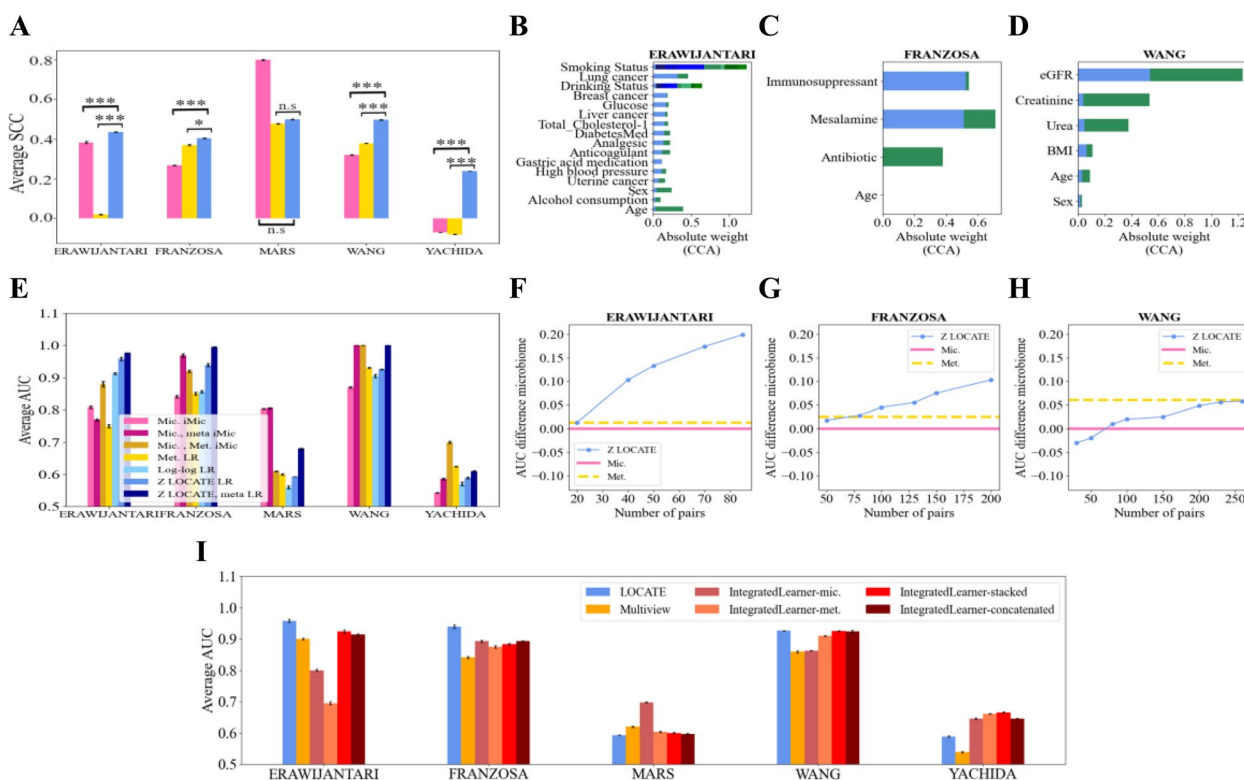 A
0.8
0.6
0.4
0.2
0.0
Average SCC
***
***
***
*
n.s
n.s
***
***
***
***
ERAWIJANTARI
FRANZOSA
MARS
WANG
YACHIDA
B
ERAWIJANTARI
Smoking Status
Lung cancer
Drinking Status
Breast cancer
Glucose
Liver cancer
Total_Cholesterol-1
DiabetesMed
Analgesic
Anticoagulant
Gastric acid medication
High blood pressure
Uterine cancer
Sex
Alcohol consumption
Age
0.0 0.5 1.0
Absolute weight
(CCA)
C
FRANZOSA
Immunosuppressant
Mesalamine
Antibiotic
Age
0.0 0.2 0.4 0.6
Absolute weight
(CCA)
D
WANG
eGFR
Creatinine
Urea
BMI
Age
Sex
0.0 0.2 0.4 0.6 0.8 1.0 1.2
Absolute weight
(CCA)
E
1.1
1.0
0.9
0.8
0.7
0.6
0.5
Average AUC
Mic. iMic
Mic., meta iMic
Mic. , Met. iMic
Met. LR
Log-log LR
Z LOCATE LR
Z LOCATE, meta LR
ERAWIJANTARI
FRANZOSA
MARS
WANG
YACHIDA
F
ERAWIJANTARI
0.20
0.15
0.10
0.05
0.00
−0.05
−0.10
AUC difference microbiome
Z LOCATE
Mic.
Met.
20 30 40 50 60 70 80
Number of pairs
G
FRANZOSA
0.20
0.15
0.10
0.05
0.00
−0.05
−0.10
AUC difference microbiome
Z LOCATE
Mic.
Met.
50 75 100 125 150 175 200
Number of pairs
H
WANG
0.20
0.15
0.10
0.05
0.00
−0.05
−0.10
AUC difference microbiome
Z LOCATE
Mic.
Met.
50 100 150 200 250
Number of pairs
I
1.1
1.0
0.9
0.8
0.7
0.6
0.5
Average AUC
LOCATE
Multiview
IntegratedLearner-mic.
IntegratedLearner-met.
IntegratedLearner-stacked
IntegratedLearner-concatenated
ERAWIJANTARI
FRANZOSA
MARS
WANG
YACHIDA